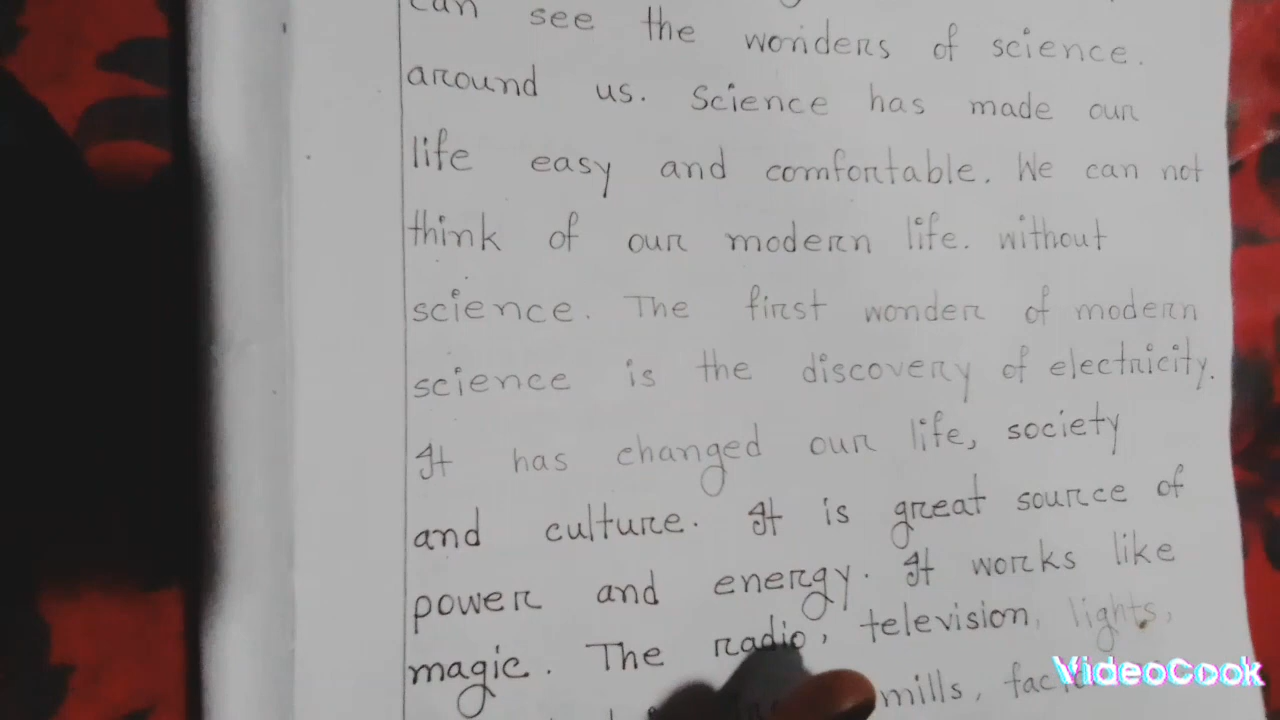 can see the wonders of science.
around us. Science has made our
life easy and comfortable. We can not
think of our modern life. without
science. The first wonder of modern
science is the discovery of electricity.
It has changed our life, society
and culture. It is great source of
power and energy. It works like
magic. The radio, television, lights,
mills,
VideoCook